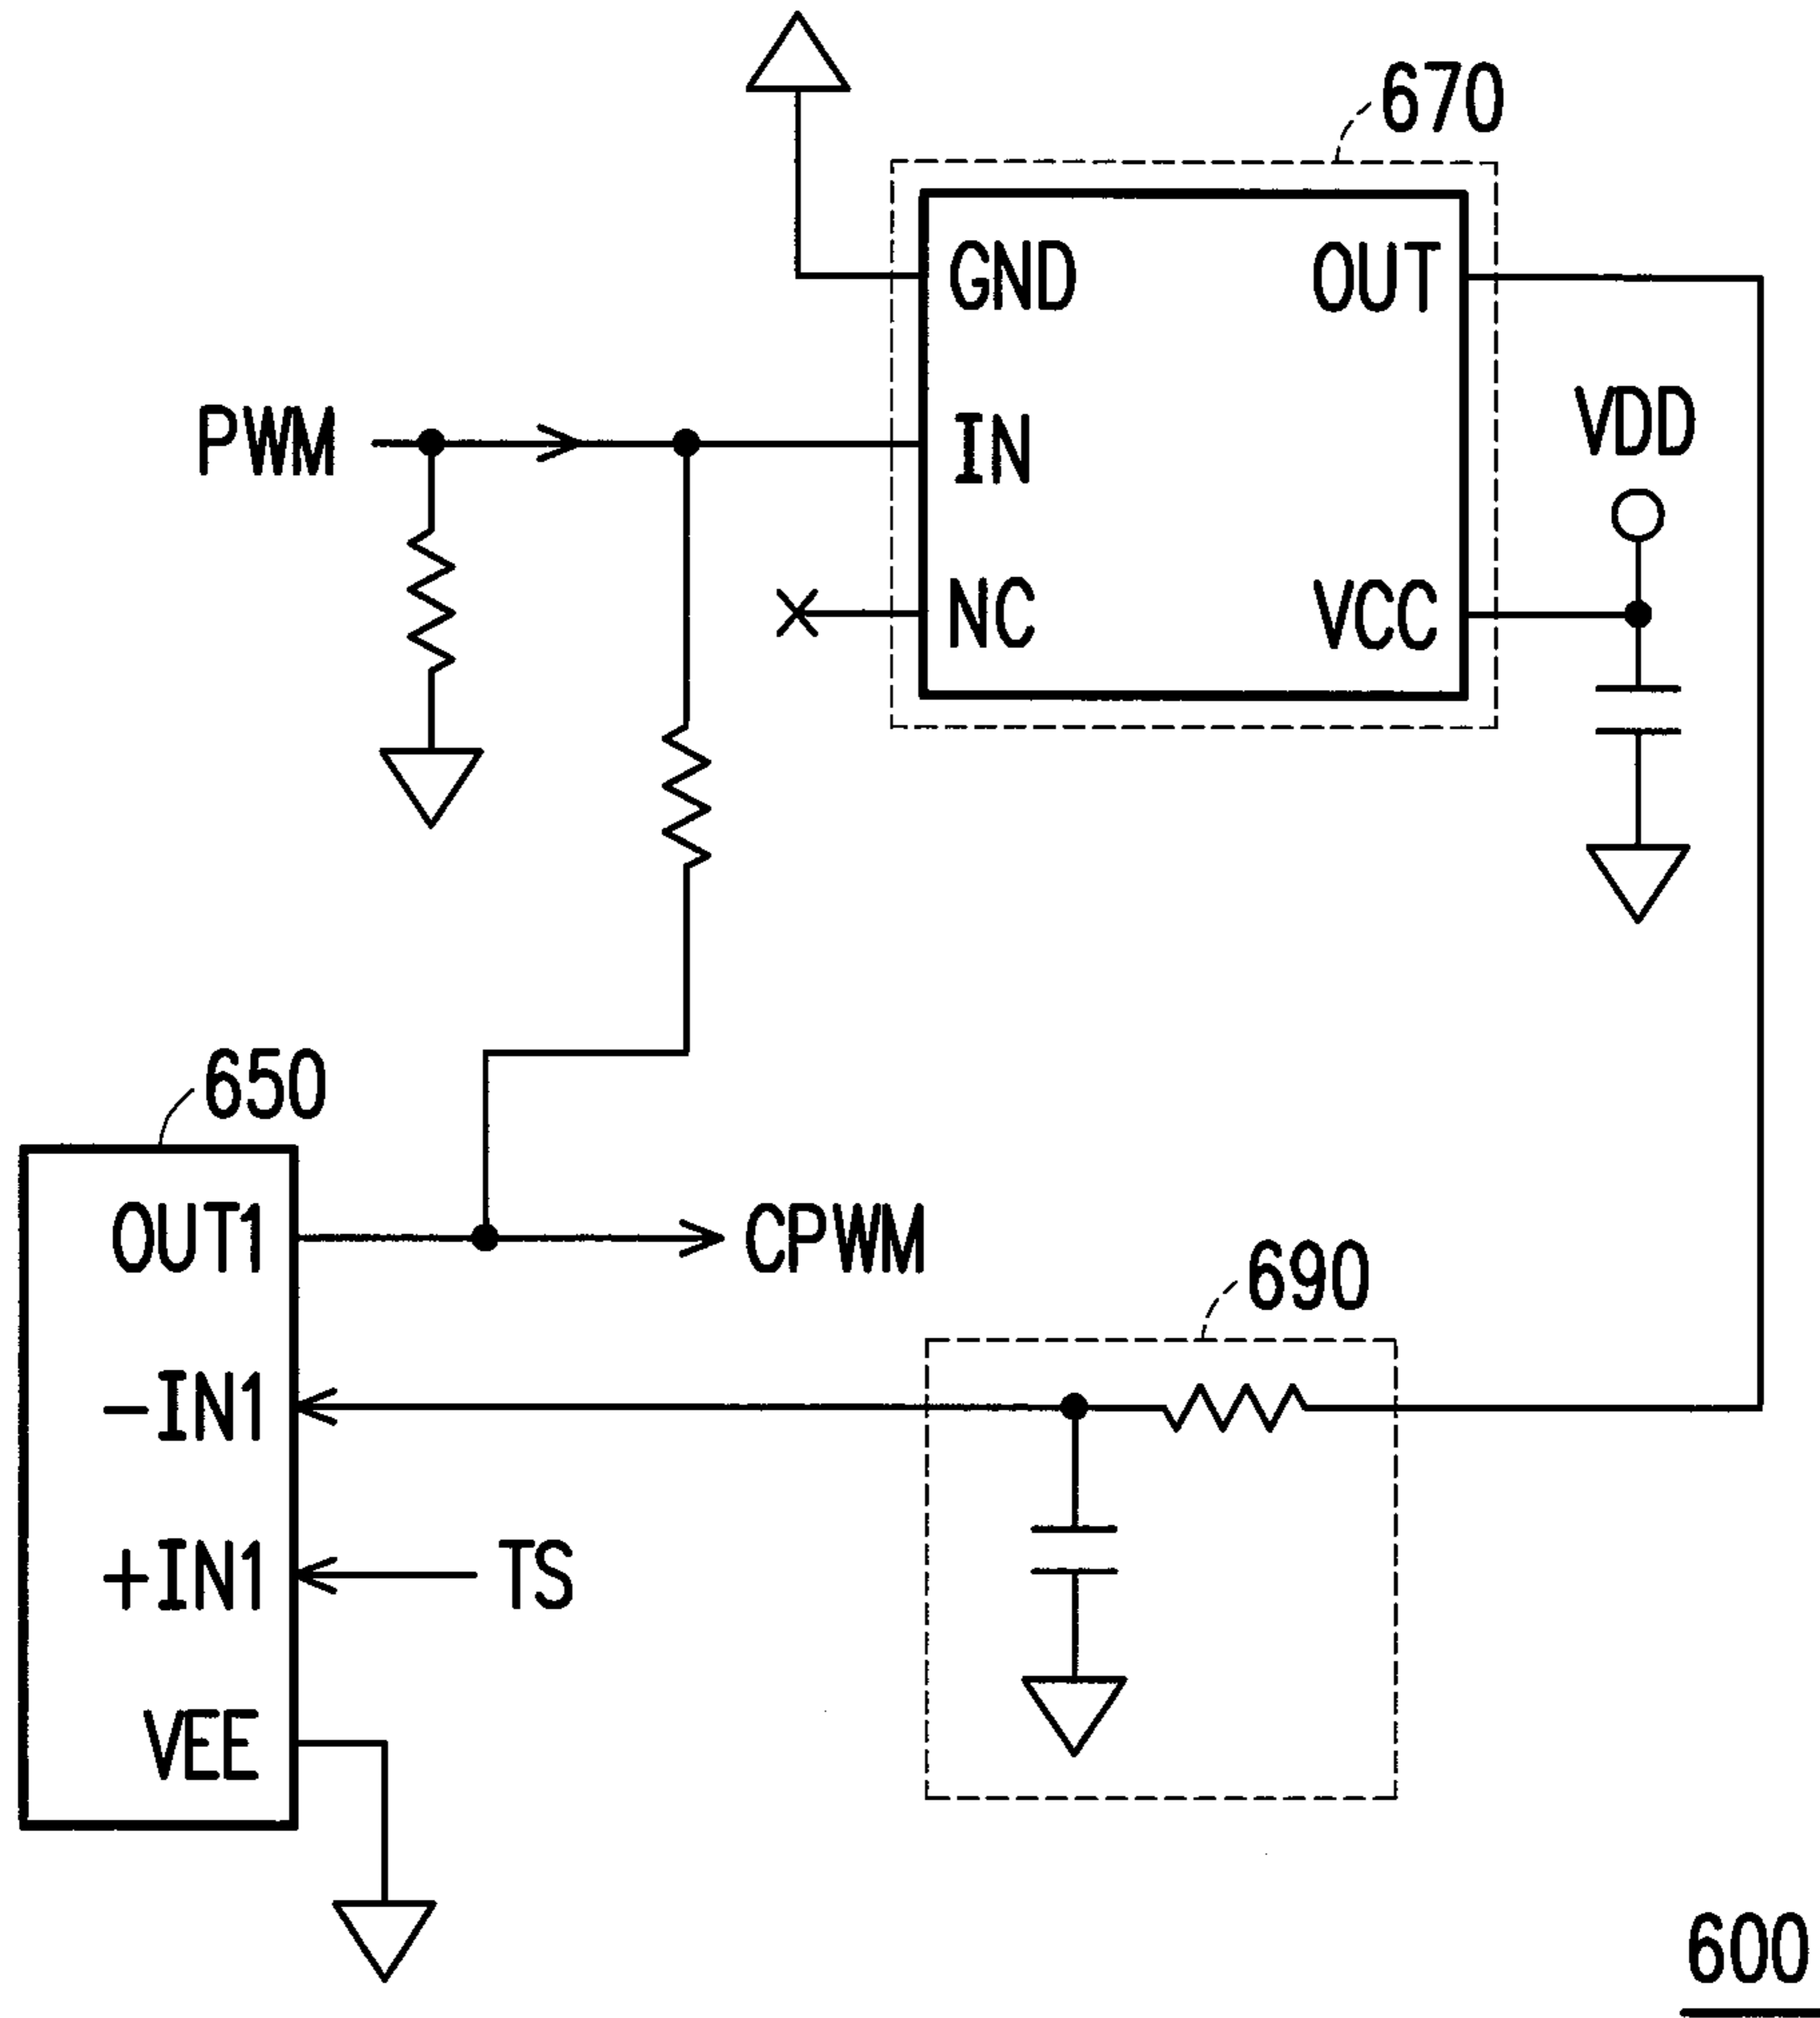 670
GND
OUT
PWM
IN
VDD
NC
VCC
650
OUT1
CPWM
690
-IN1
+IN1
TS
VEE
600